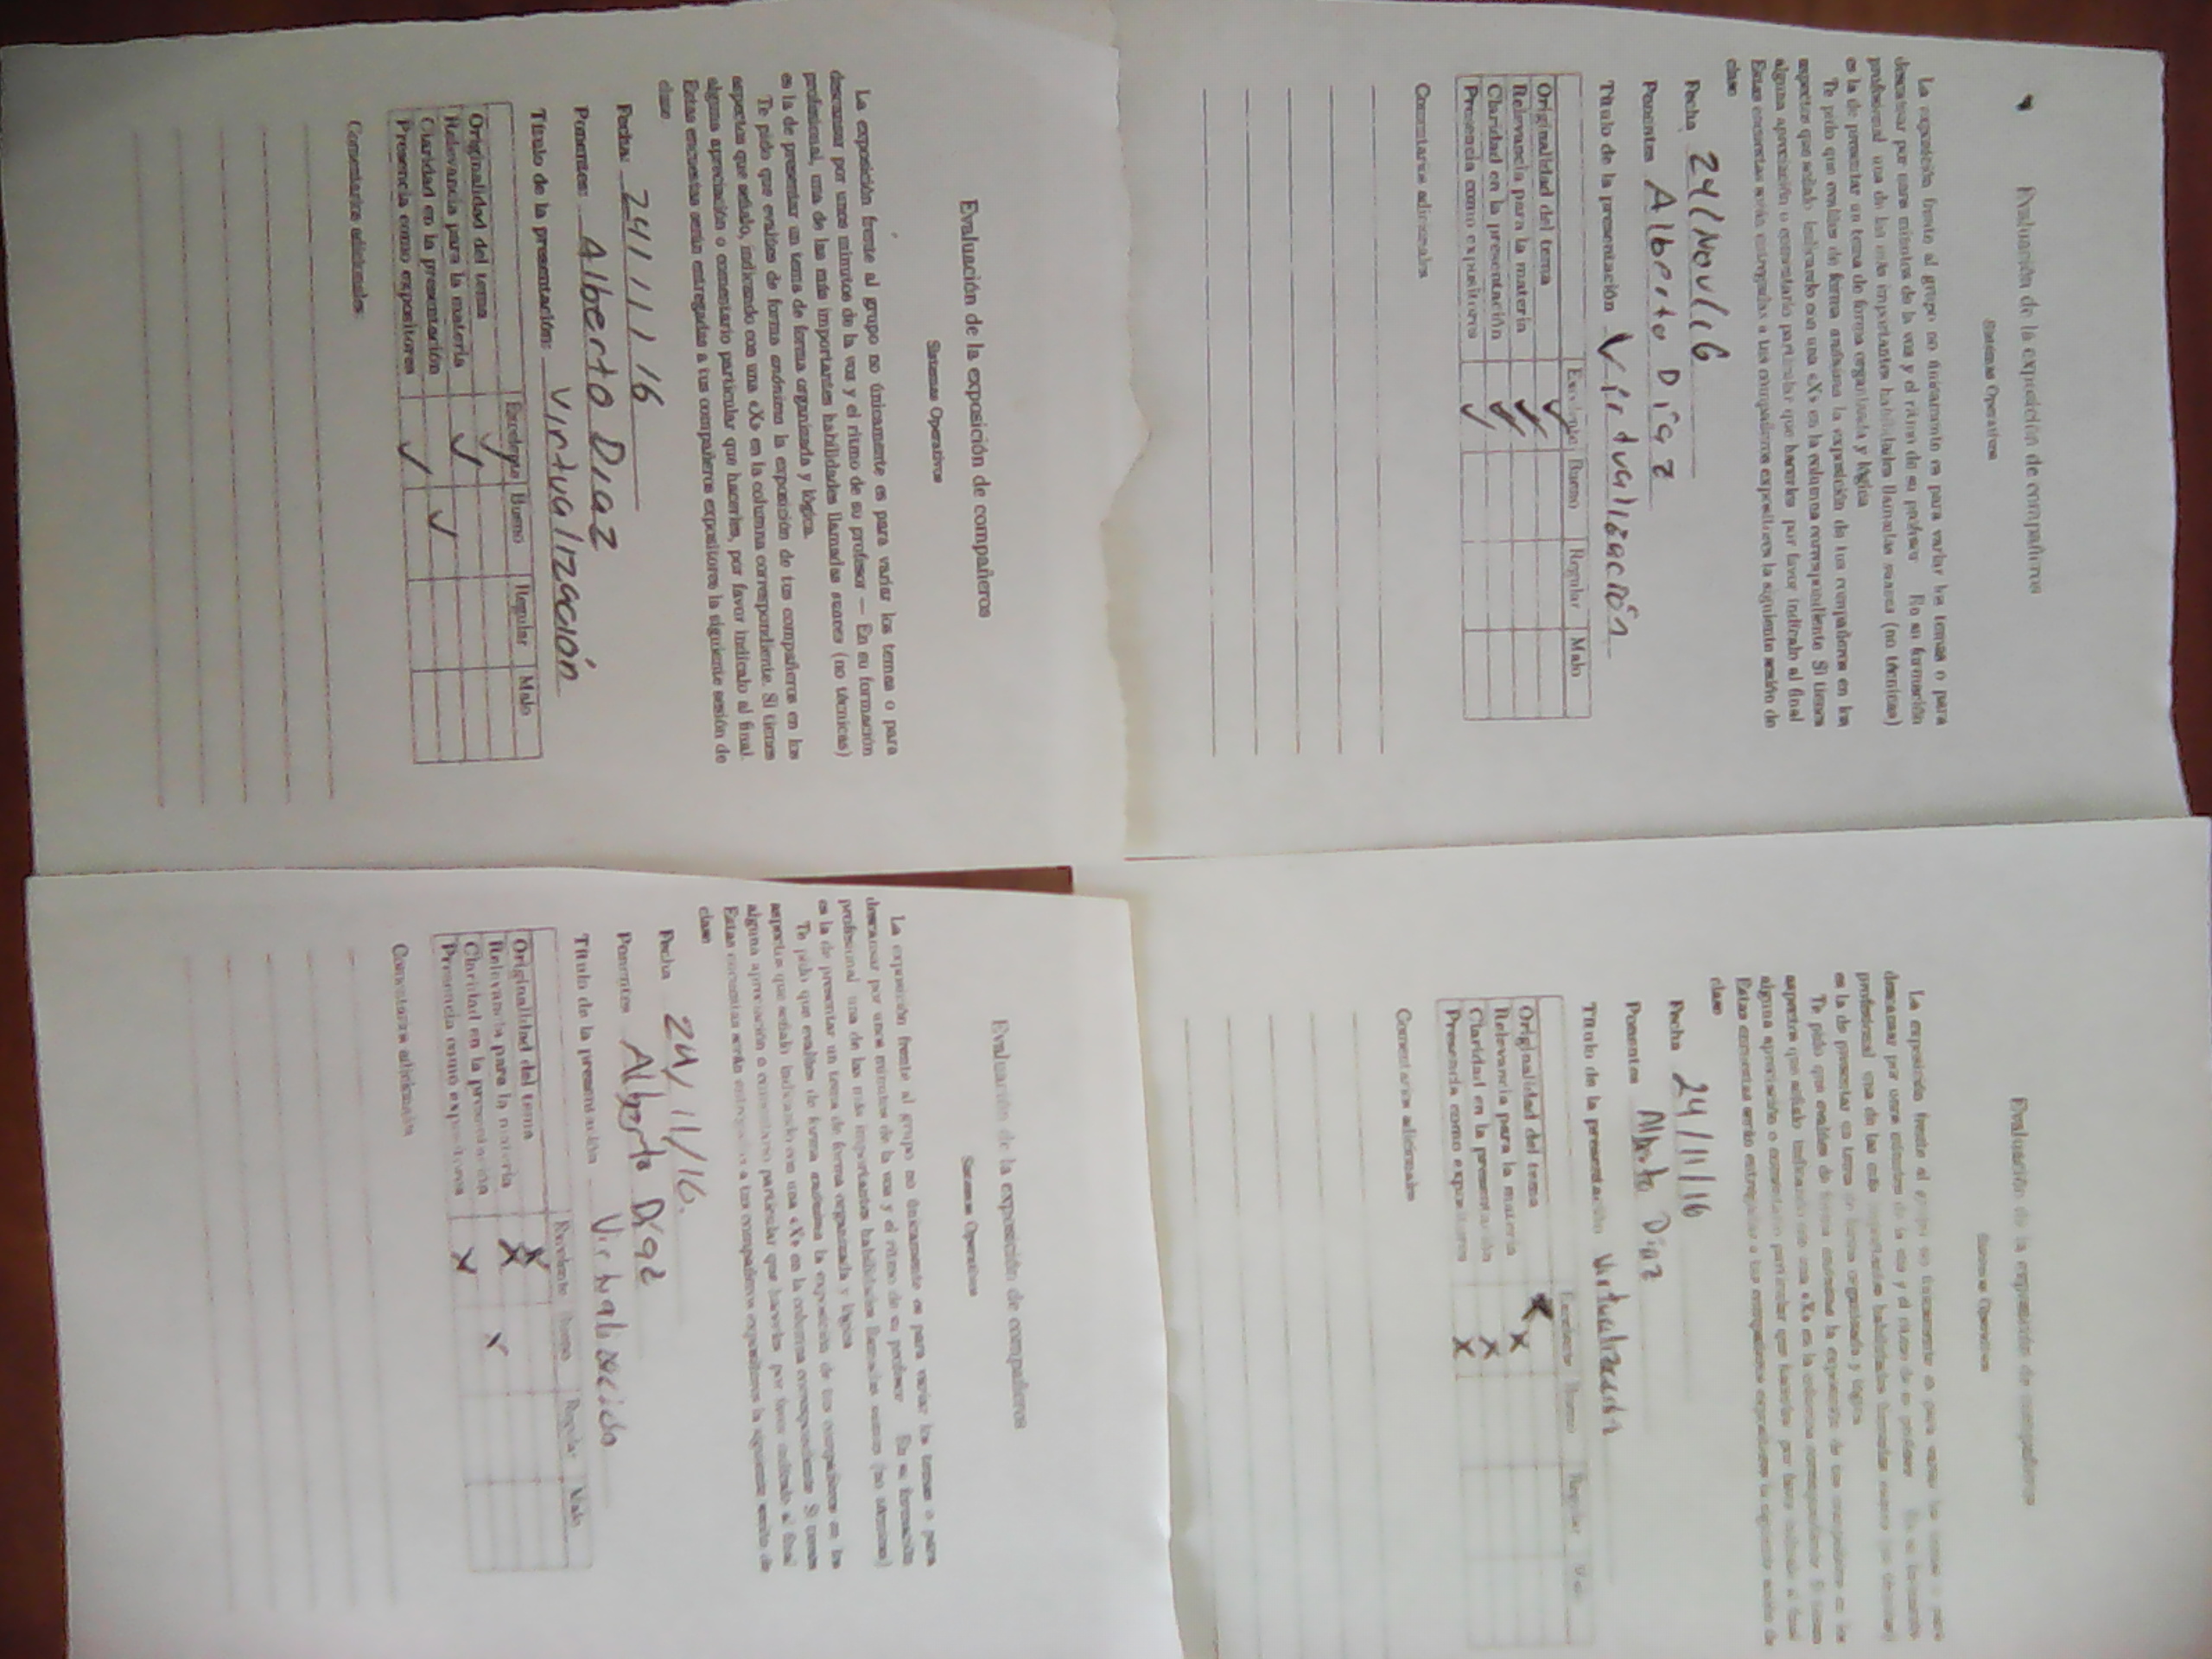 Evaluación de la exposición de compañeros
Sistemas Operativos
La exposición frente al grupo no únicamente es para variar los temas o para
descansar por unos minutos de la voz y el ritmo de su profesor En su formación
profesional una de las más importantes habilidades llamadas suaves (no técnicas)
es la de presentar un tema de forma organizada y lógica
Te pido que evalúes de forma anónima la exposición de tus compañeros en los
aspectos que señalo indicando con una «X» en la columna correspondiente Si tienes
alguna apreciación o comentario particular que hacerles por favor indícalo al final
Estas encuestas serán entregadas a tus compañeros expositores la siguiente sesión de
clase
Fecha 24/Nov/16
Ponentes Alberto Díaz
Título de la presentación Virtualización
Excelente Bueno Regular Malo
Originalidad del tema ✓
Relevancia para la materia ✓
Claridad en la presentación ✓
Presencia como expositores ✓
Comentarios adicionales
Evaluación de la exposición de compañeros
Sistemas Operativos
La exposición frente al grupo no únicamente es para variar los temas o para
descansar por unos minutos de la voz y el ritmo de su profesor En su formación
profesional una de las más importantes habilidades llamadas suaves (no técnicas)
es la de presentar un tema de forma organizada y lógica
Te pido que evalúes de forma anónima la exposición de tus compañeros en los
aspectos que señalo indicando con una «X» en la columna correspondiente Si tienes
alguna apreciación o comentario particular que hacerles por favor indícalo al final
Estas encuestas serán entregadas a tus compañeros expositores la siguiente sesión de
clase
Fecha 24/11/16
Ponentes Alberto Díaz
Título de la presentación Virtualización
Excelente Bueno Regular Malo
Originalidad del tema X
Relevancia para la materia X
Claridad en la presentación X
Presencia como expositores X
Comentarios adicionales
Evaluación de la exposición de compañeros
Sistemas Operativos
La exposición frente al grupo no únicamente es para variar los temas o para
descansar por unos minutos de la voz y el ritmo de su profesor — En su formación
profesional, una de las más importantes habilidades llamadas suaves (no técnicas)
es la de presentar un tema de forma organizada y lógica.
Te pido que evalúes de forma anónima la exposición de tus compañeros en los
aspectos que señalo, indicando con una «X» en la columna correspondiente. Si tienes
alguna apreciación o comentario particular que hacerles, por favor indícalo al final.
Estas encuestas serán entregadas a tus compañeros expositores la siguiente sesión de
clase
Fecha: 24/11/16
Ponentes: Alberto Díaz
Título de la presentación: Virtualización
Excelente Bueno Regular Malo
Originalidad del tema ✓
Relevancia para la materia ✓
Claridad en la presentación ✓
Presencia como expositores ✓
Comentarios adicionales:
Evaluación de la exposición de compañeros
Sistemas Operativos
La exposición frente al grupo no únicamente es para variar los temas o para
descansar por unos minutos de la voz y el ritmo de su profesor En su formación
profesional una de las más importantes habilidades llamadas suaves (no técnicas)
es la de presentar un tema de forma organizada y lógica
Te pido que evalúes de forma anónima la exposición de tus compañeros en los
aspectos que señalo indicando con una «X» en la columna correspondiente Si tienes
alguna apreciación o comentario particular que hacerles por favor indícalo al final
Estas encuestas serán entregadas a tus compañeros expositores la siguiente sesión de
clase
Fecha 24/11/16.
Ponentes Alberto Díaz
Título de la presentación Virtualización
Excelente Bueno Regular Malo
Originalidad del tema X
Relevancia para la materia X
Claridad en la presentación X
Presencia como expositores X
Comentarios adicionales